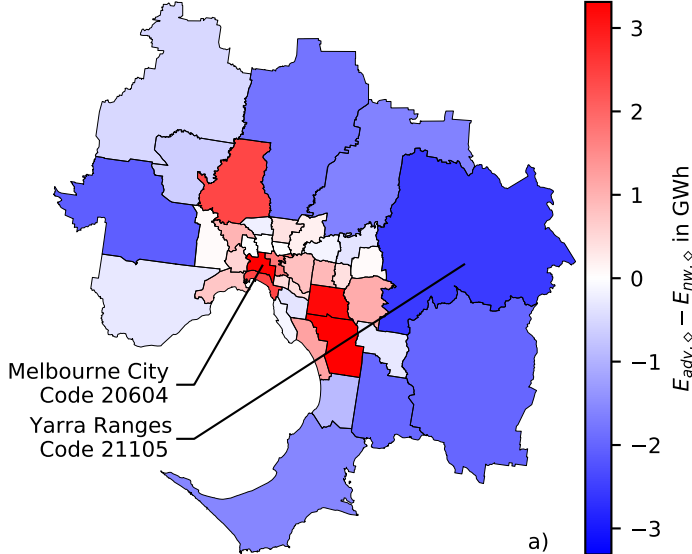 Melbourne City
Code 20604
Yarra Ranges
Code 21105
a)
3
2
1
0
−1
−2
−3
E_{adv,◇} − E_{nw,◇} in GWh